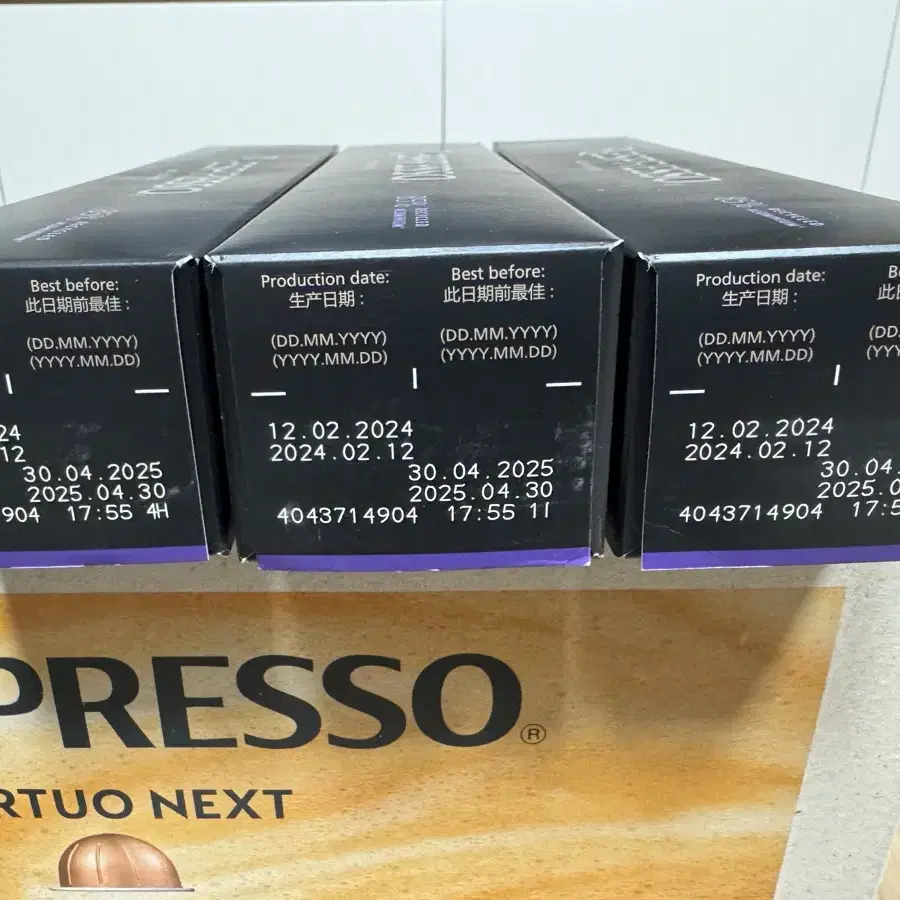 Best before:
此日期前最佳：
(DD.MM.YYYY)
(YYYY.MM.DD)
24
12
30.04.2025
2025.04.30
904 17:55 4H
Production date:
生产日期：
Best before:
此日期前最佳：
(DD.MM.YYYY)
(YYYY.MM.DD)
(DD.MM.YYYY)
(YYYY.MM.DD)
12.02.2024
2024.02.12
30.04.2025
2025.04.30
4043714904 17:55 1I
Production date:
生产日期：
(DD.MM.YYYY)
(YYYY.MM.DD)
12.02.2024
2024.02.12
30.04.
2025.0
4043714904 17:5
PRESSO®
RTUO NEXT